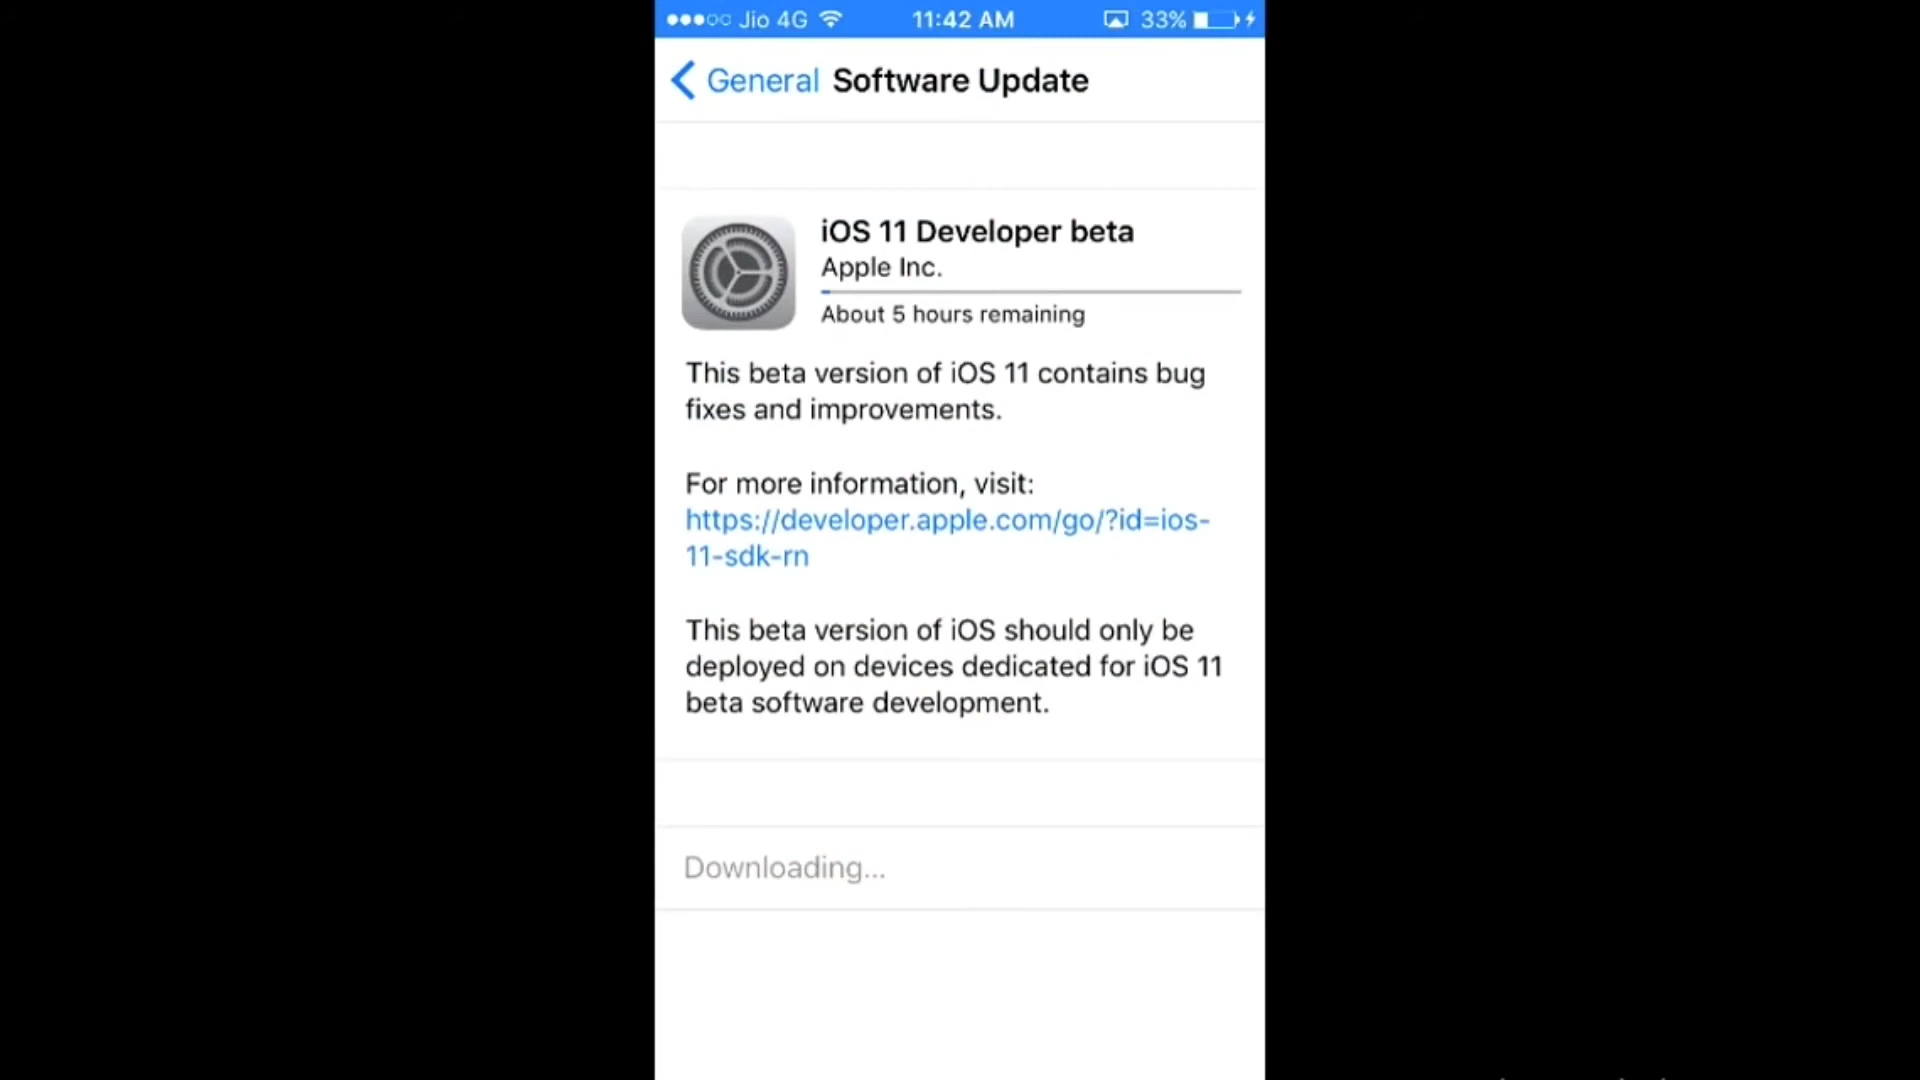 Jio 4G 11:42 AM 33%
General Software Update
iOS 11 Developer beta
Apple Inc.
About 5 hours remaining
This beta version of iOS 11 contains bug
fixes and improvements.
For more information, visit:
https://developer.apple.com/go/?id=ios-
11-sdk-rn
This beta version of iOS should only be
deployed on devices dedicated for iOS 11
beta software development.
Downloading...